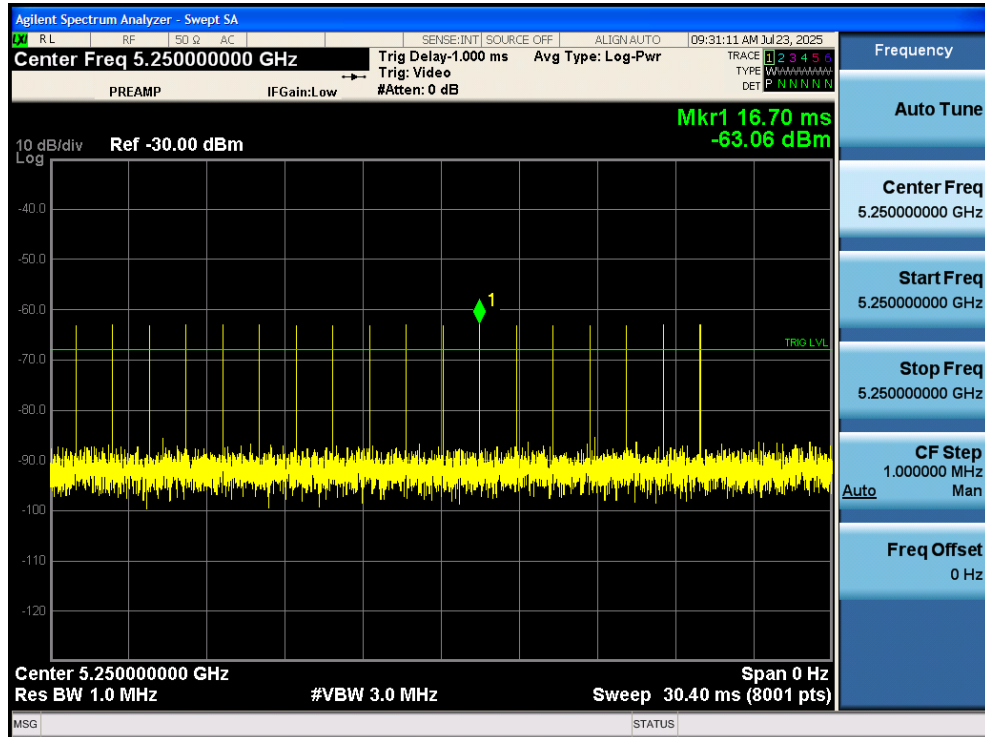 Agilent Spectrum Analyzer - Swept SA
LXI RL RF 50 Ω AC SENSE:INT SOURCE OFF ALIGN AUTO 09:31:11 AM Jul 23, 2025
Center Freq 5.250000000 GHz Trig Delay-1.000 ms Avg Type: Log-Pwr TRACE 1 2 3 4 5 6
Trig: Video TYPE
PREAMP IFGain:Low #Atten: 0 dB DET P N N N N N
Mkr1 16.70 ms
-63.06 dBm
10 dB/div Ref -30.00 dBm
Log
-40.0
-50.0
1
-60.0
TRIG LVL
-70.0
-80.0
-90.0
-100
-110
-120
Center 5.250000000 GHz Span 0 Hz
Res BW 1.0 MHz #VBW 3.0 MHz Sweep 30.40 ms (8001 pts)
MSG STATUS
Frequency
Auto Tune
Center Freq
5.250000000 GHz
Start Freq
5.250000000 GHz
Stop Freq
5.250000000 GHz
CF Step
1.000000 MHz
Auto Man
Freq Offset
0 Hz